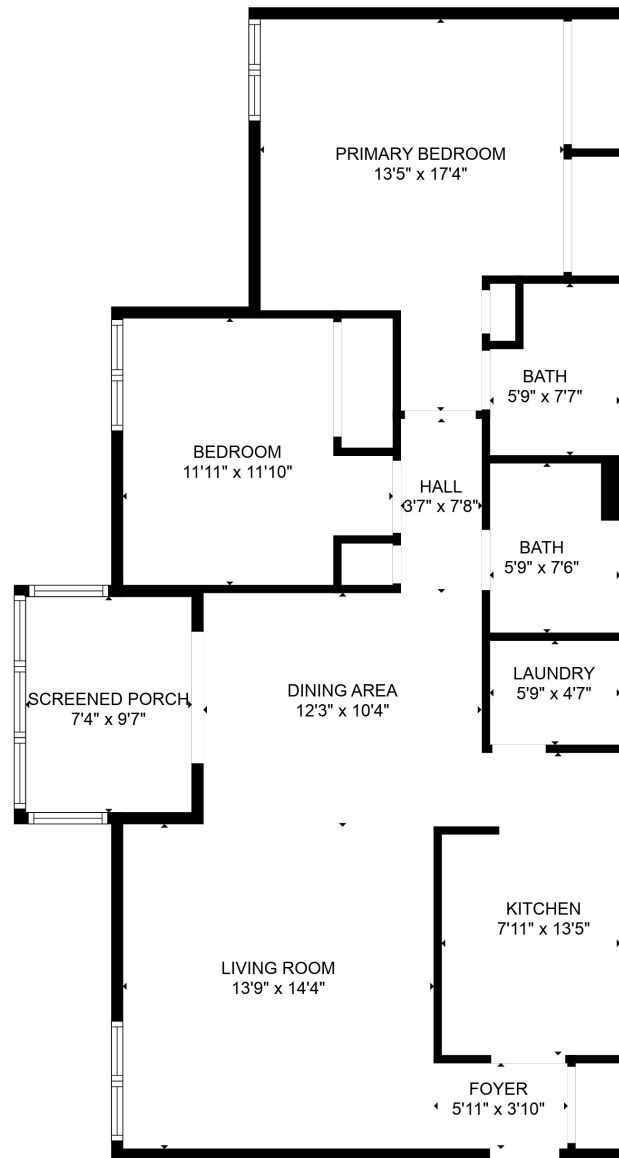 PRIMARY BEDROOM
13'5" x 17'4"
BATH
5'9" x 7'7"
BEDROOM
11'11" x 11'10"
HALL
3'7" x 7'8"
BATH
5'9" x 7'6"
LAUNDRY
5'9" x 4'7"
SCREENED PORCH
7'4" x 9'7"
DINING AREA
12'3" x 10'4"
KITCHEN
7'11" x 13'5"
LIVING ROOM
13'9" x 14'4"
FOYER
5'11" x 3'10"